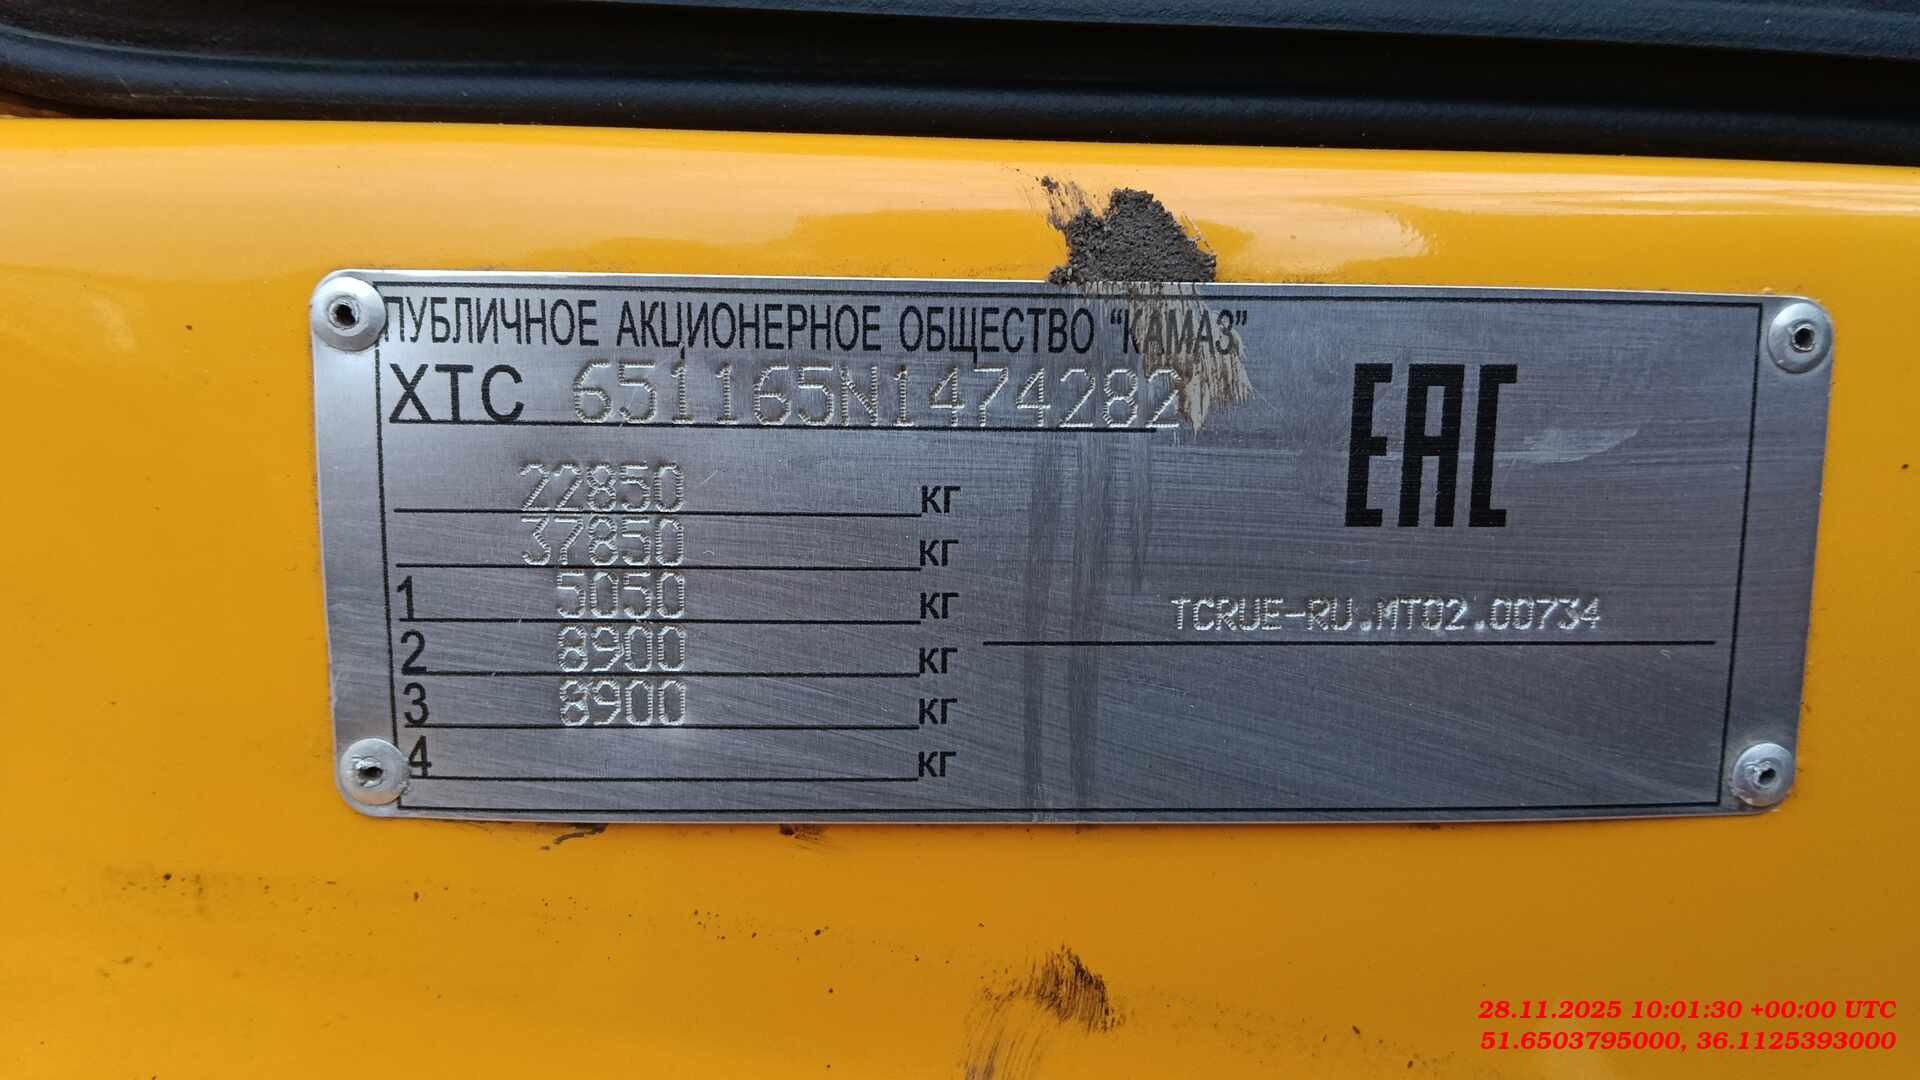 ПУБЛИЧНОЕ АКЦИОНЕРНОЕ ОБЩЕСТВО “КАМАЗ”
XTC 651165N1474282
22850 КГ
37850 КГ
1 5050 КГ
2 8900 КГ
3 8900 КГ
4 КГ
EAC
TCRUE-RU.MT02.00734
28.11.2025 10:01:30 +00:00 UTC
51.6503795000, 36.1125393000